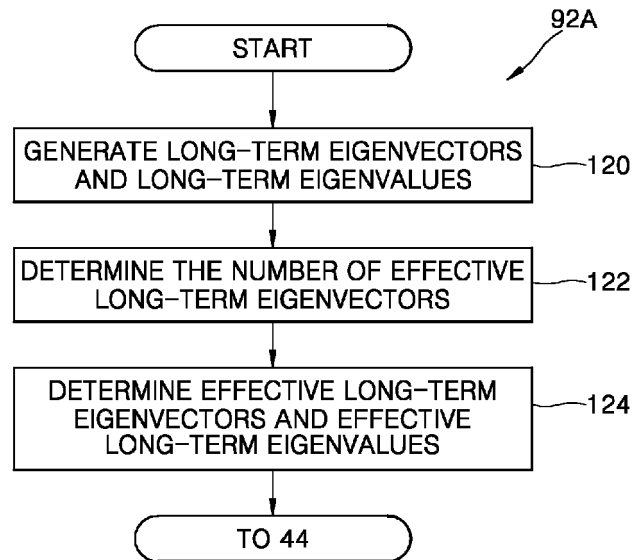 92A
START
GENERATE LONG-TERM EIGENVECTORS
AND LONG-TERM EIGENVALUES
120
DETERMINE THE NUMBER OF EFFECTIVE
LONG-TERM EIGENVECTORS
122
DETERMINE EFFECTIVE LONG-TERM
EIGENVECTORS AND EFFECTIVE
LONG-TERM EIGENVALUES
124
TO 44